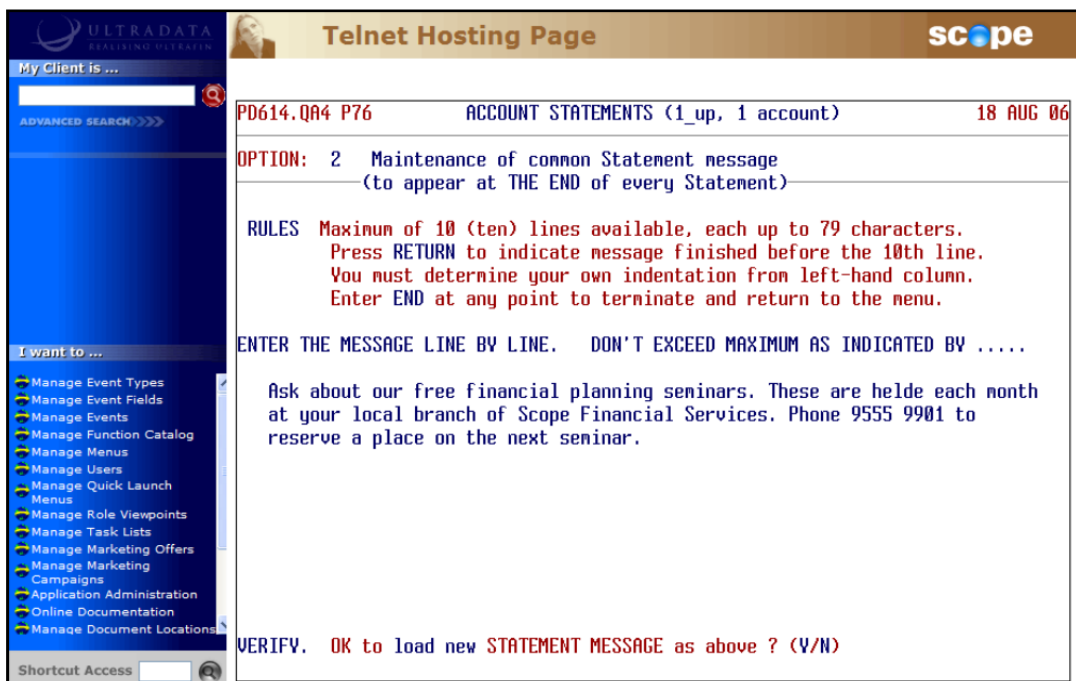 ULTRADATA
REALISING ULTRAFIN
Telnet Hosting Page
scope
My Client is ...
ADVANCED SEARCH
PD614.QA4 P76 ACCOUNT STATEMENTS (1_up, 1 account) 18 AUG 06
OPTION: 2 Maintenance of common Statement message
(to appear at THE END of every Statement)
RULES Maximum of 10 (ten) lines available, each up to 79 characters.
Press RETURN to indicate message finished before the 10th line.
You must determine your own indentation from left-hand column.
Enter END at any point to terminate and return to the menu.
ENTER THE MESSAGE LINE BY LINE. DON'T EXCEED MAXIMUM AS INDICATED BY .....
Ask about our free financial planning seminars. These are helde each month
at your local branch of Scope Financial Services. Phone 9555 9901 to
reserve a place on the next seminar.
VERIFY. OK to load new STATEMENT MESSAGE as above ? (Y/N)
I want to ...
Manage Event Types
Manage Event Fields
Manage Events
Manage Function Catalog
Manage Menus
Manage Users
Manage Quick Launch
Menus
Manage Role Viewpoints
Manage Task Lists
Manage Marketing Offers
Manage Marketing
Campaigns
Application Administration
Online Documentation
Manage Document Locations
Shortcut Access